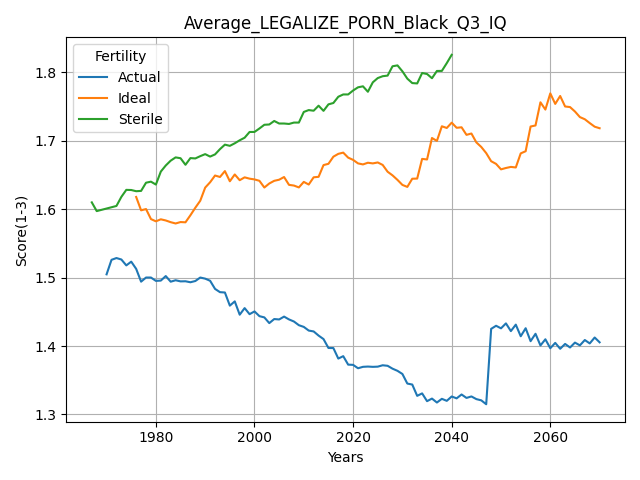 Average_LEGALIZE_PORN_Black_Q3_IQ
Fertility
Actual
Ideal
Sterile
Score(1-3)
1.8
1.7
1.6
1.5
1.4
1.3
1980 2000 2020 2040 2060
Years